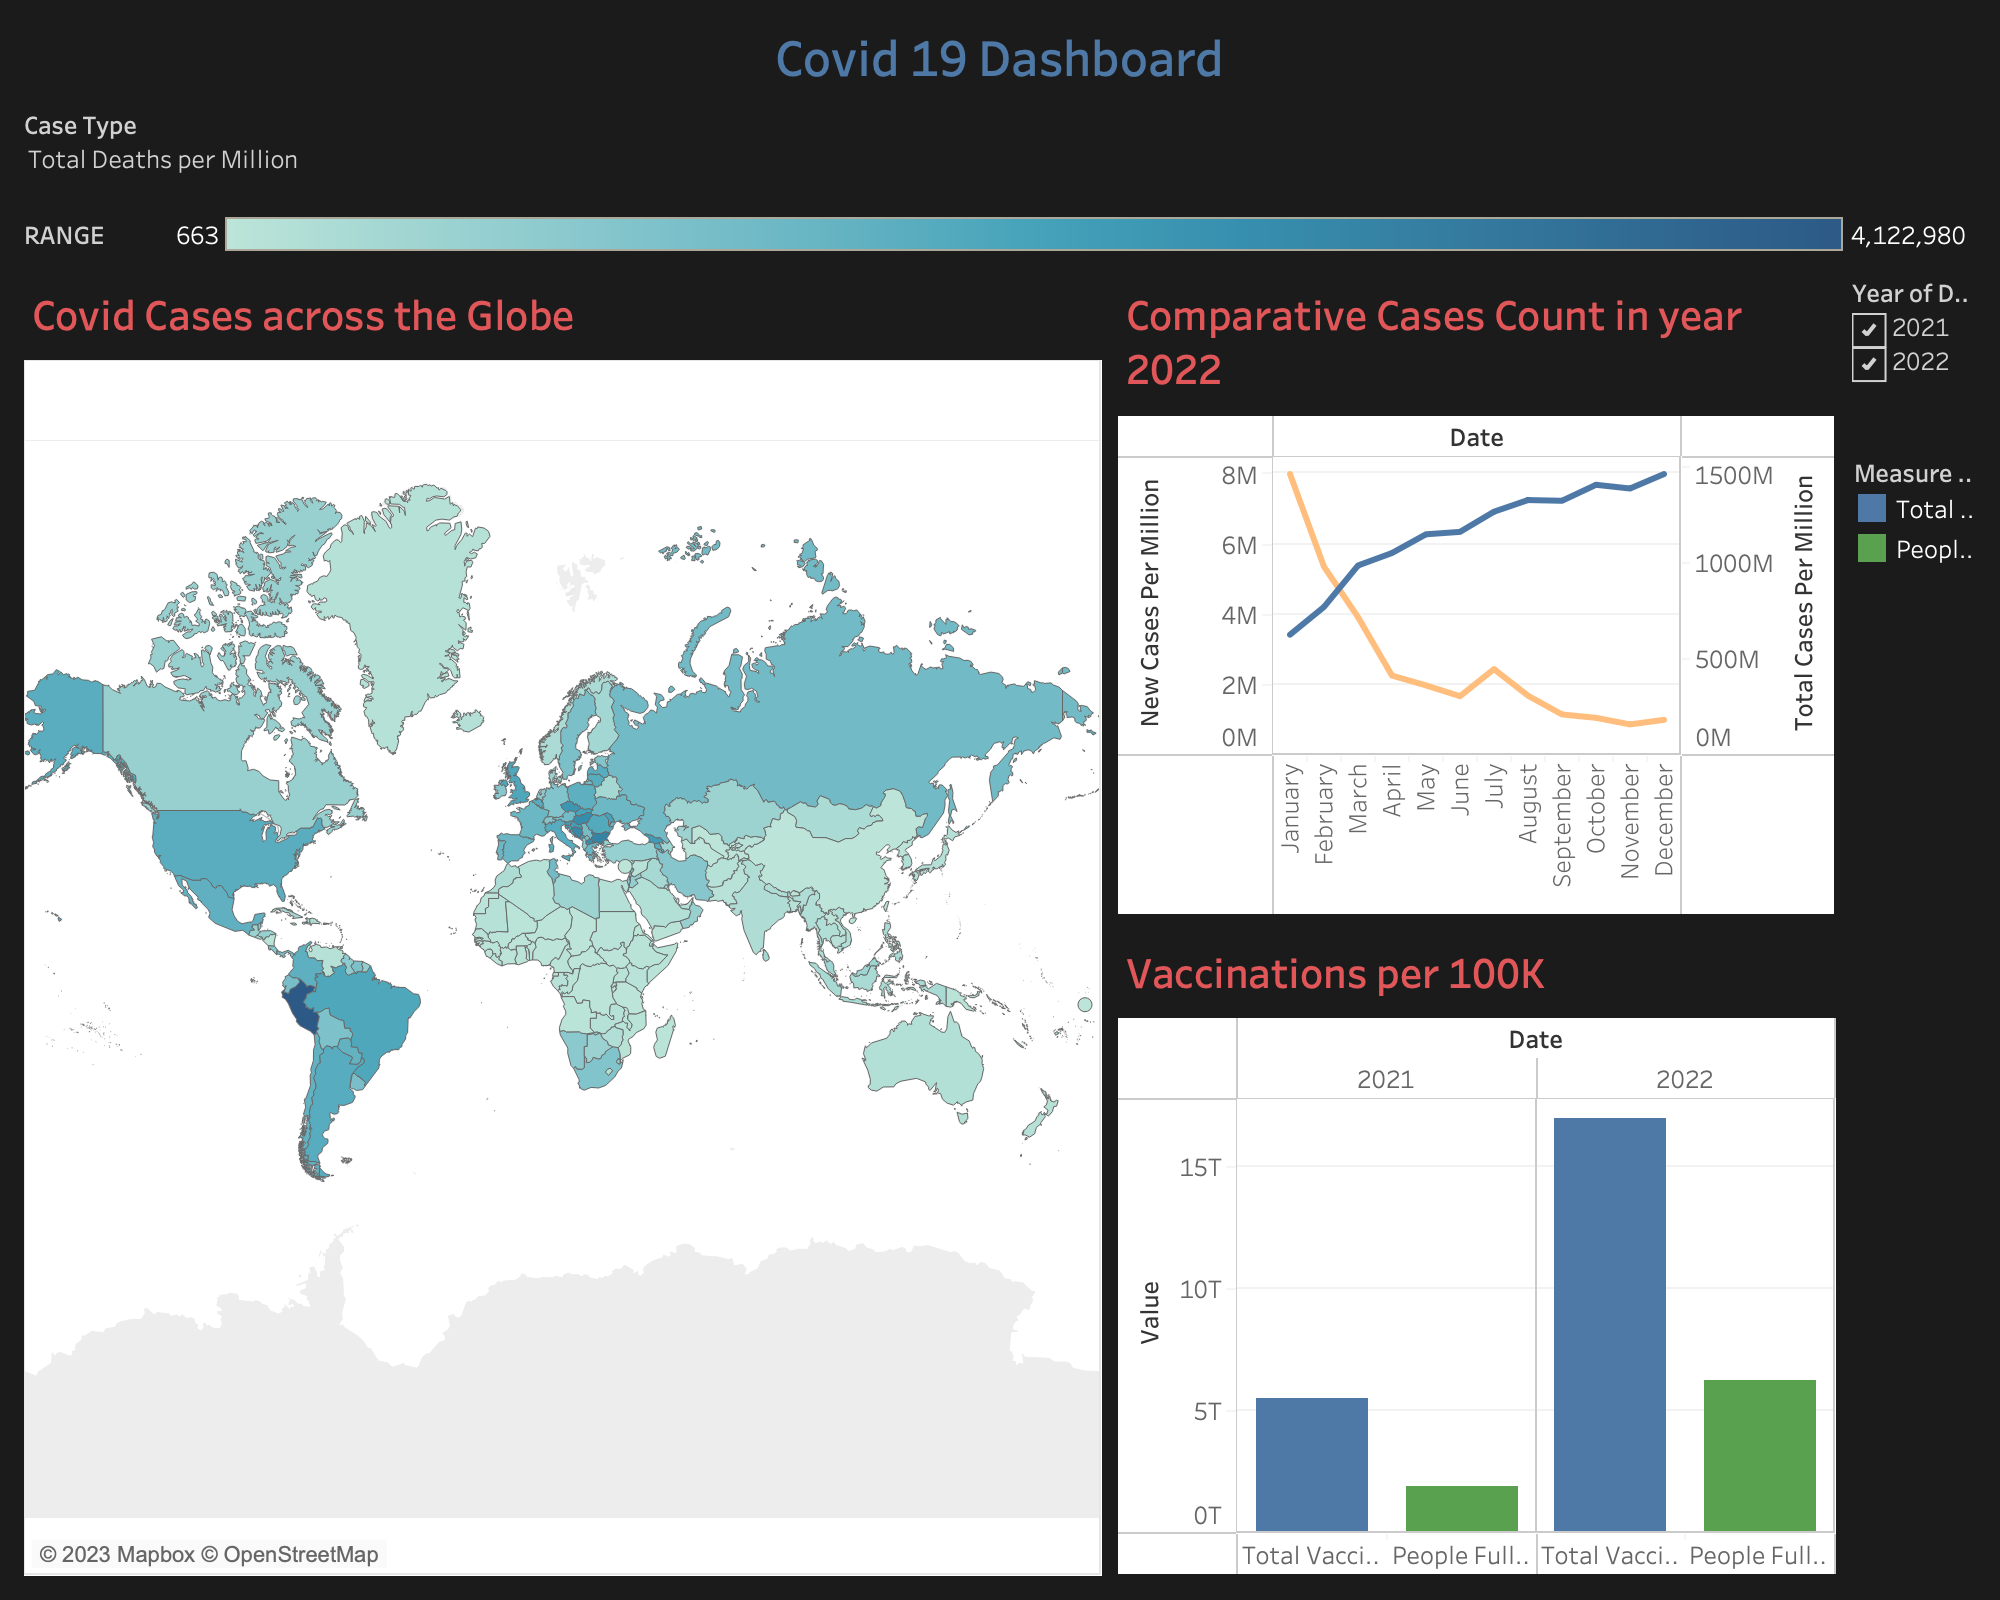 Covid 19 Dashboard
Case Type
Total Deaths per Million
RANGE 663 4,122,980
Covid Cases across the Globe
© 2023 Mapbox © OpenStreetMap
Comparative Cases Count in year
2022
Date
New Cases Per Million
8M
6M
4M
2M
0M
1500M
1000M
500M
0M
Total Cases Per Million
January
February
March
April
May
June
July
August
September
October
November
December
Year of D..
2021
2022
Measure ..
Total ..
Peopl..
Vaccinations per 100K
Date
2021 2022
Value
15T
10T
5T
0T
Total Vacci.. People Full.. Total Vacci.. People Full..